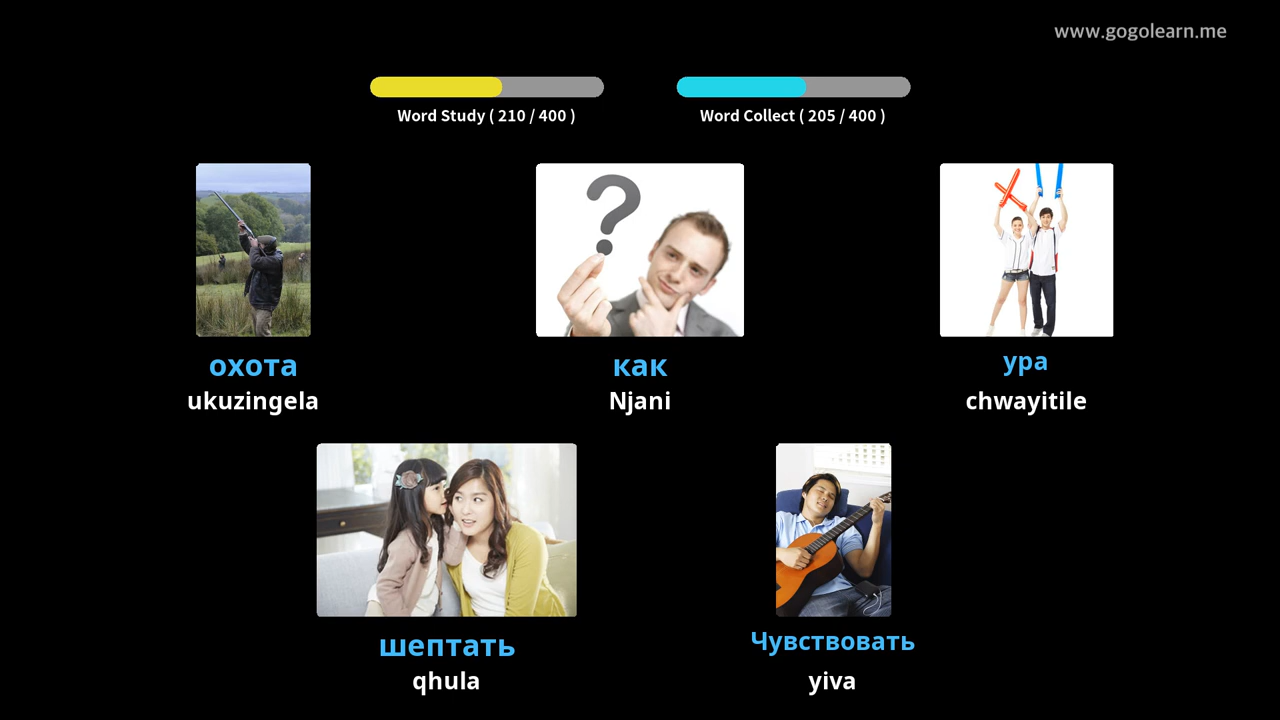 www.gogolearn.me
Word Study ( 210 / 400 )
Word Collect ( 205 / 400 )
охота
ukuzingela
как
Njani
ура
chwayitile
шептать
qhula
Чувствовать
yiva